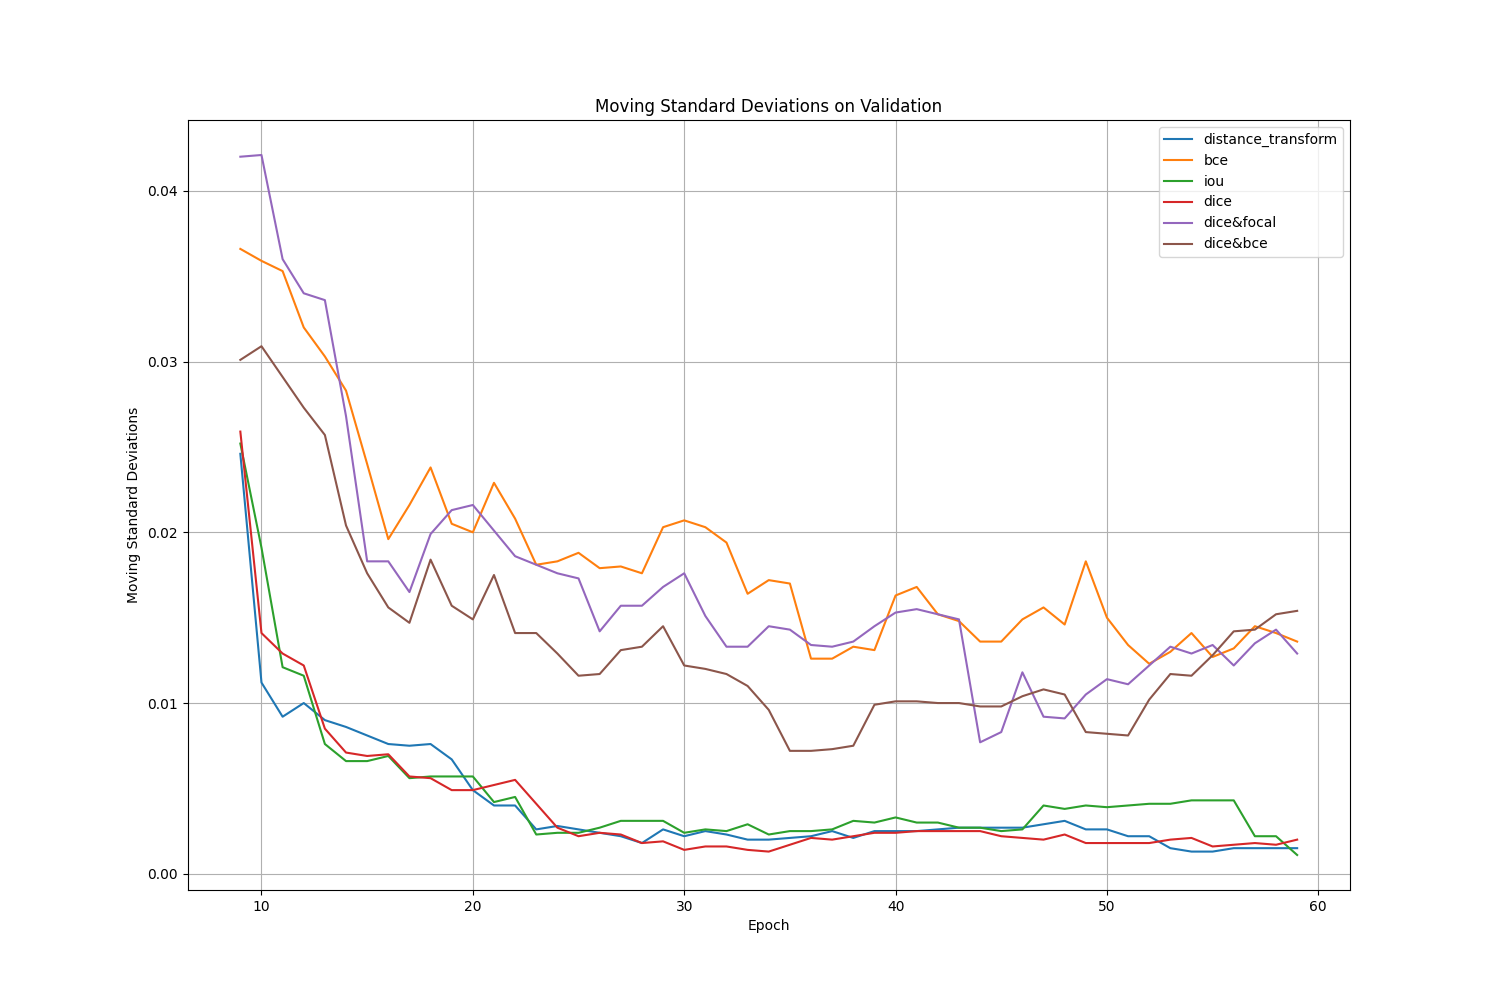 Moving Standard Deviations on Validation
distance_transform
bce
iou
dice
dice&focal
dice&bce
Moving Standard Deviations
0.04
0.03
0.02
0.01
0.00
10
20
30
40
50
60
Epoch